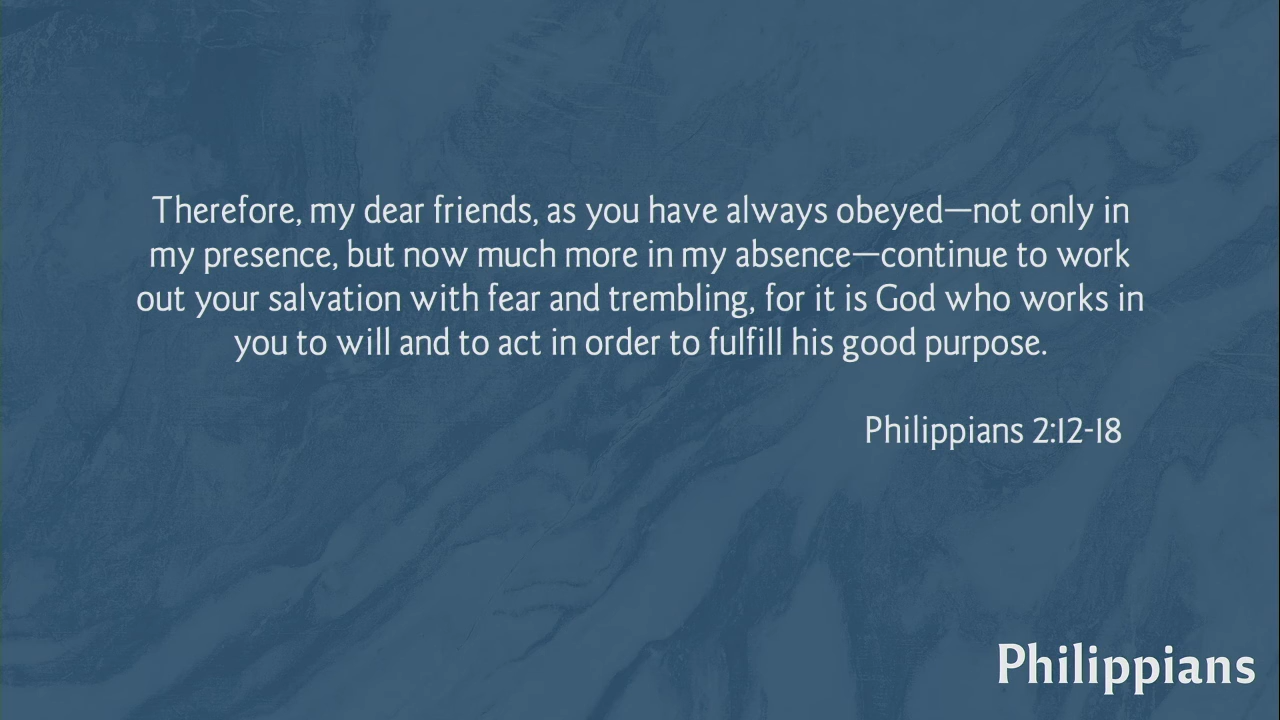 Therefore, my dear friends, as you have always obeyed—not only in
my presence, but now much more in my absence—continue to work
out your salvation with fear and trembling, for it is God who works in
you to will and to act in order to fulfill his good purpose.
Philippians 2:12-18
Philippians